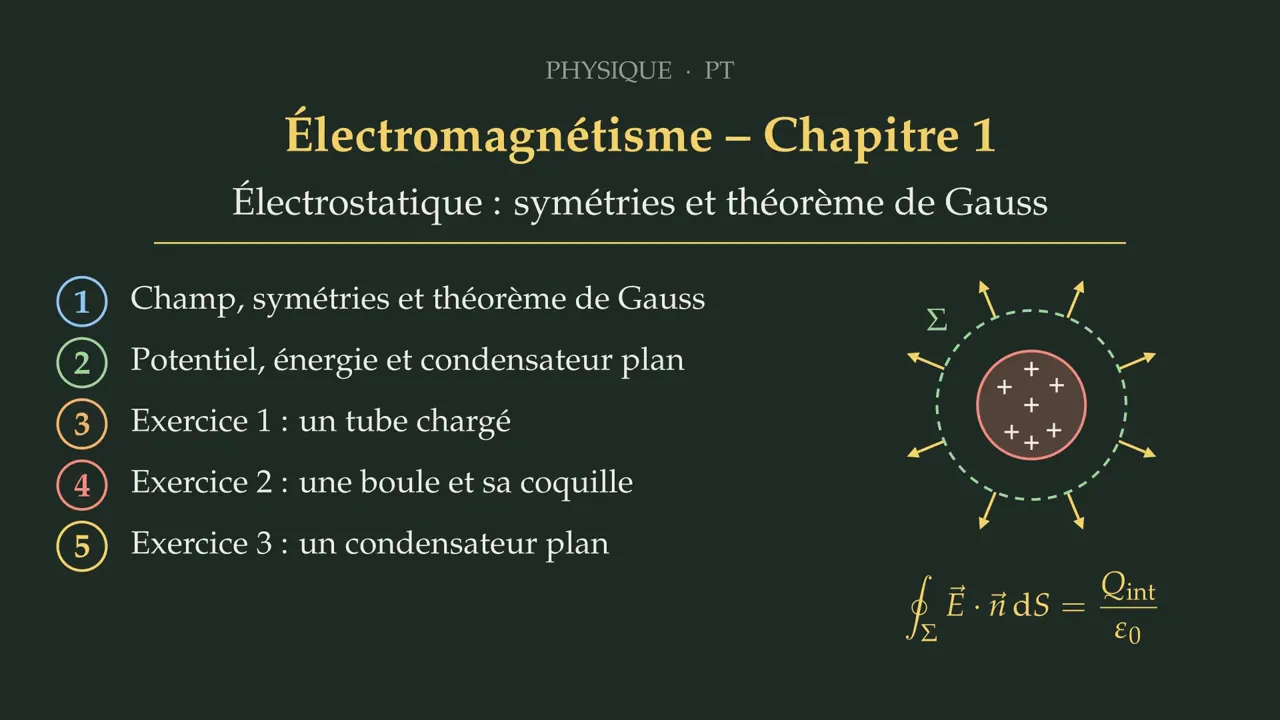 PHYSIQUE · PT
Électromagnétisme – Chapitre 1
Électrostatique : symétries et théorème de Gauss
1 Champ, symétries et théorème de Gauss
2 Potentiel, énergie et condensateur plan
3 Exercice 1 : un tube chargé
4 Exercice 2 : une boule et sa coquille
5 Exercice 3 : un condensateur plan
Σ
+ + + + + + +
∮_Σ E⃗ · n⃗ dS = Q_int / ε₀